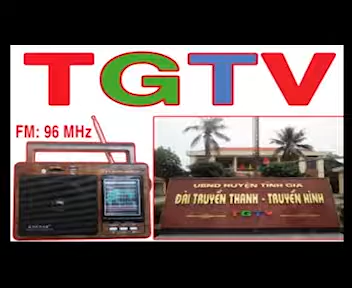 TGTV
FM: 96 MHz
UBND HUYỆN TĨNH GIA
ĐÀI TRUYỀN THANH - TRUYỀN HÌNH
TGTV